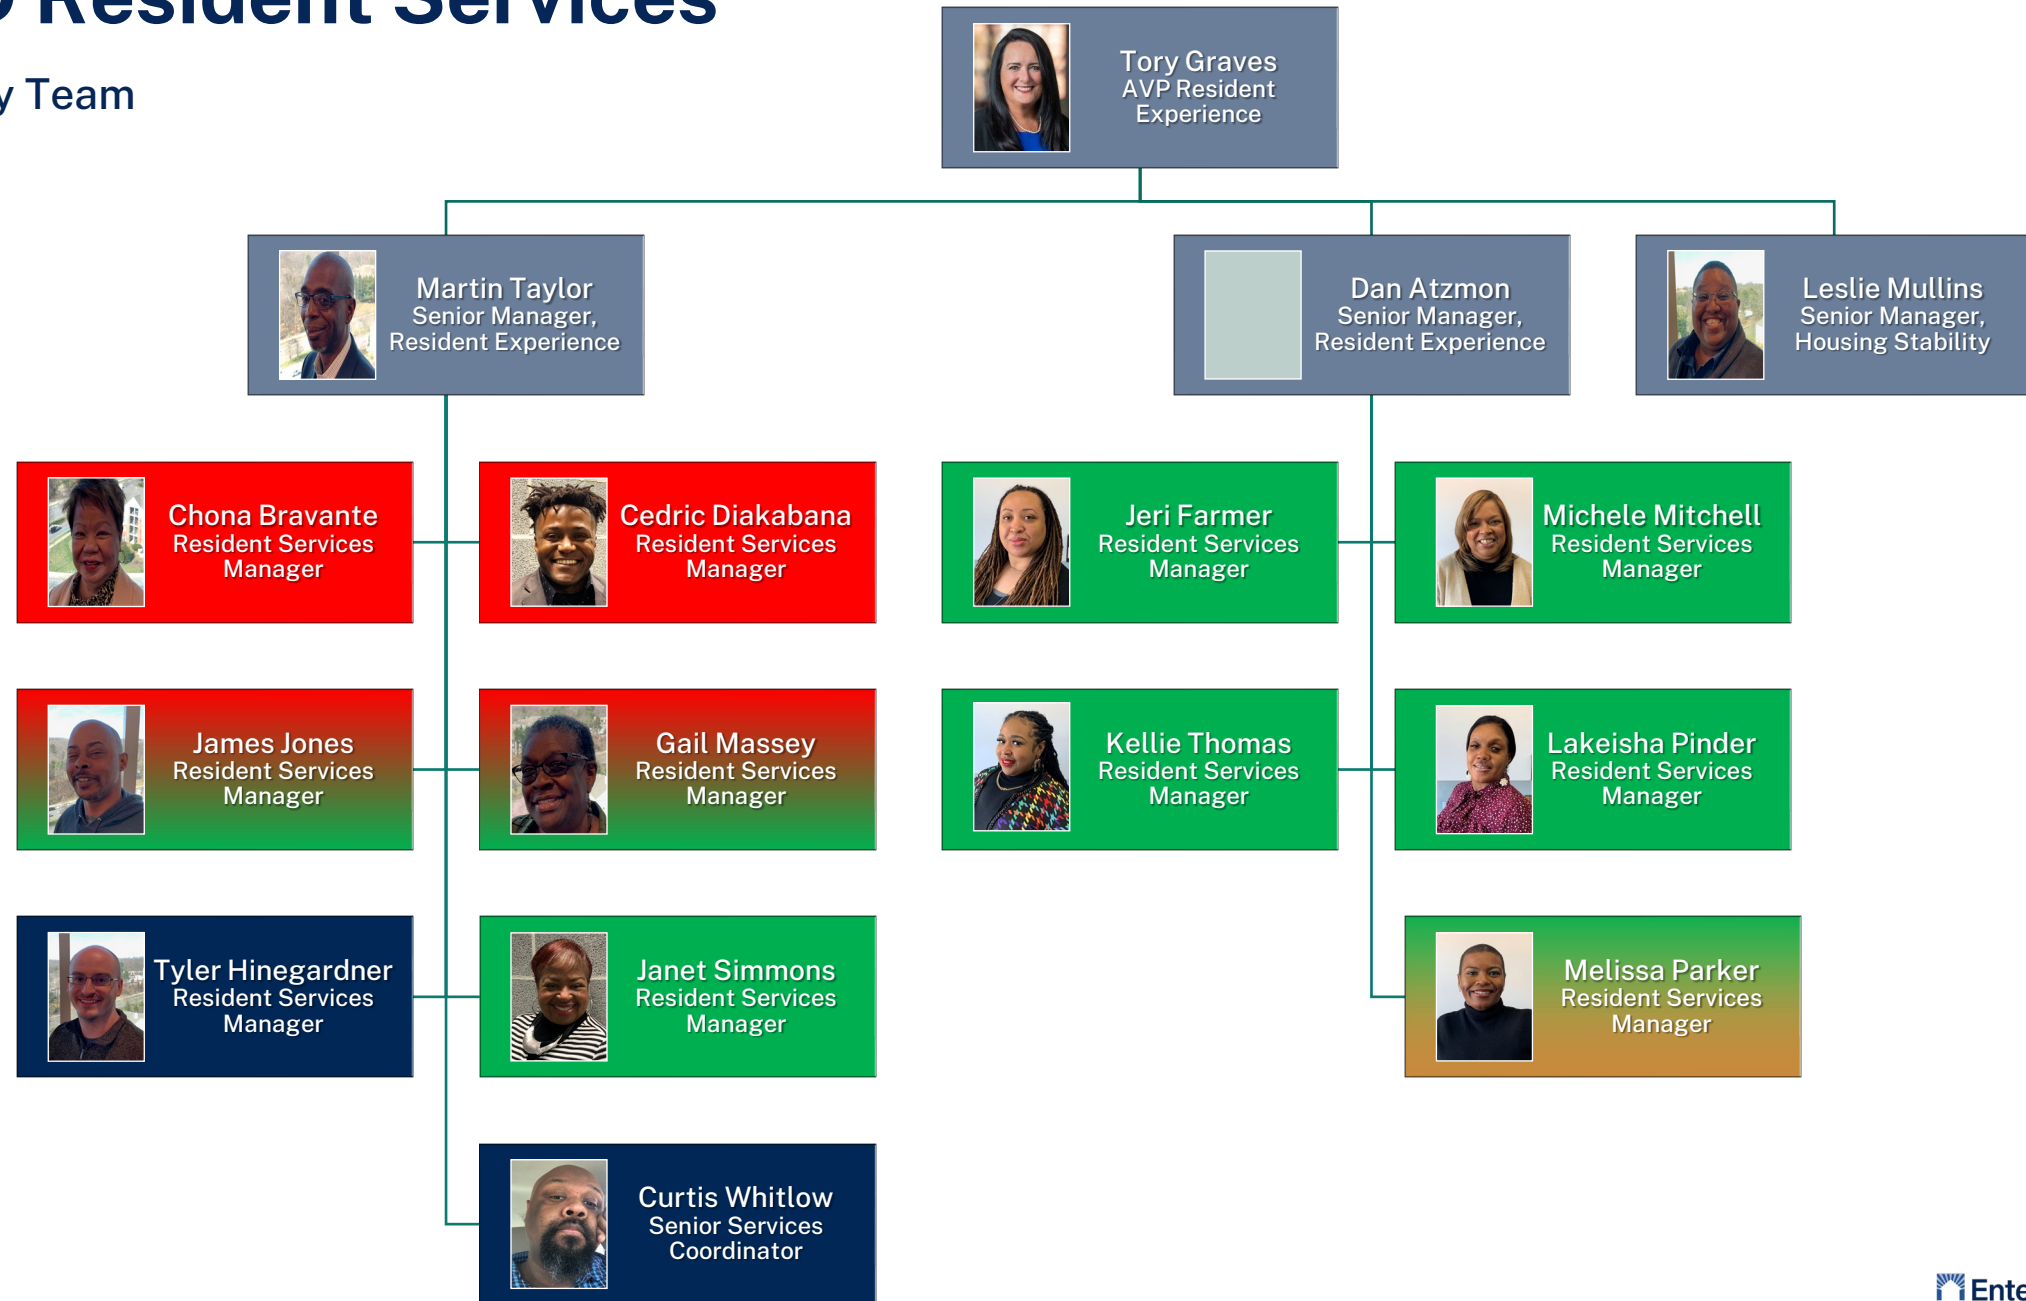 Resident Services
y Team
Tory Graves
AVP Resident
Experience
Martin Taylor
Senior Manager,
Resident Experience
Dan Atzmon
Senior Manager,
Resident Experience
Leslie Mullins
Senior Manager,
Housing Stability
Chona Bravante
Resident Services
Manager
Cedric Diakabana
Resident Services
Manager
Jeri Farmer
Resident Services
Manager
Michele Mitchell
Resident Services
Manager
James Jones
Resident Services
Manager
Gail Massey
Resident Services
Manager
Kellie Thomas
Resident Services
Manager
Lakeisha Pinder
Resident Services
Manager
Tyler Hinegardner
Resident Services
Manager
Janet Simmons
Resident Services
Manager
Melissa Parker
Resident Services
Manager
Curtis Whitlow
Senior Services
Coordinator
Ente